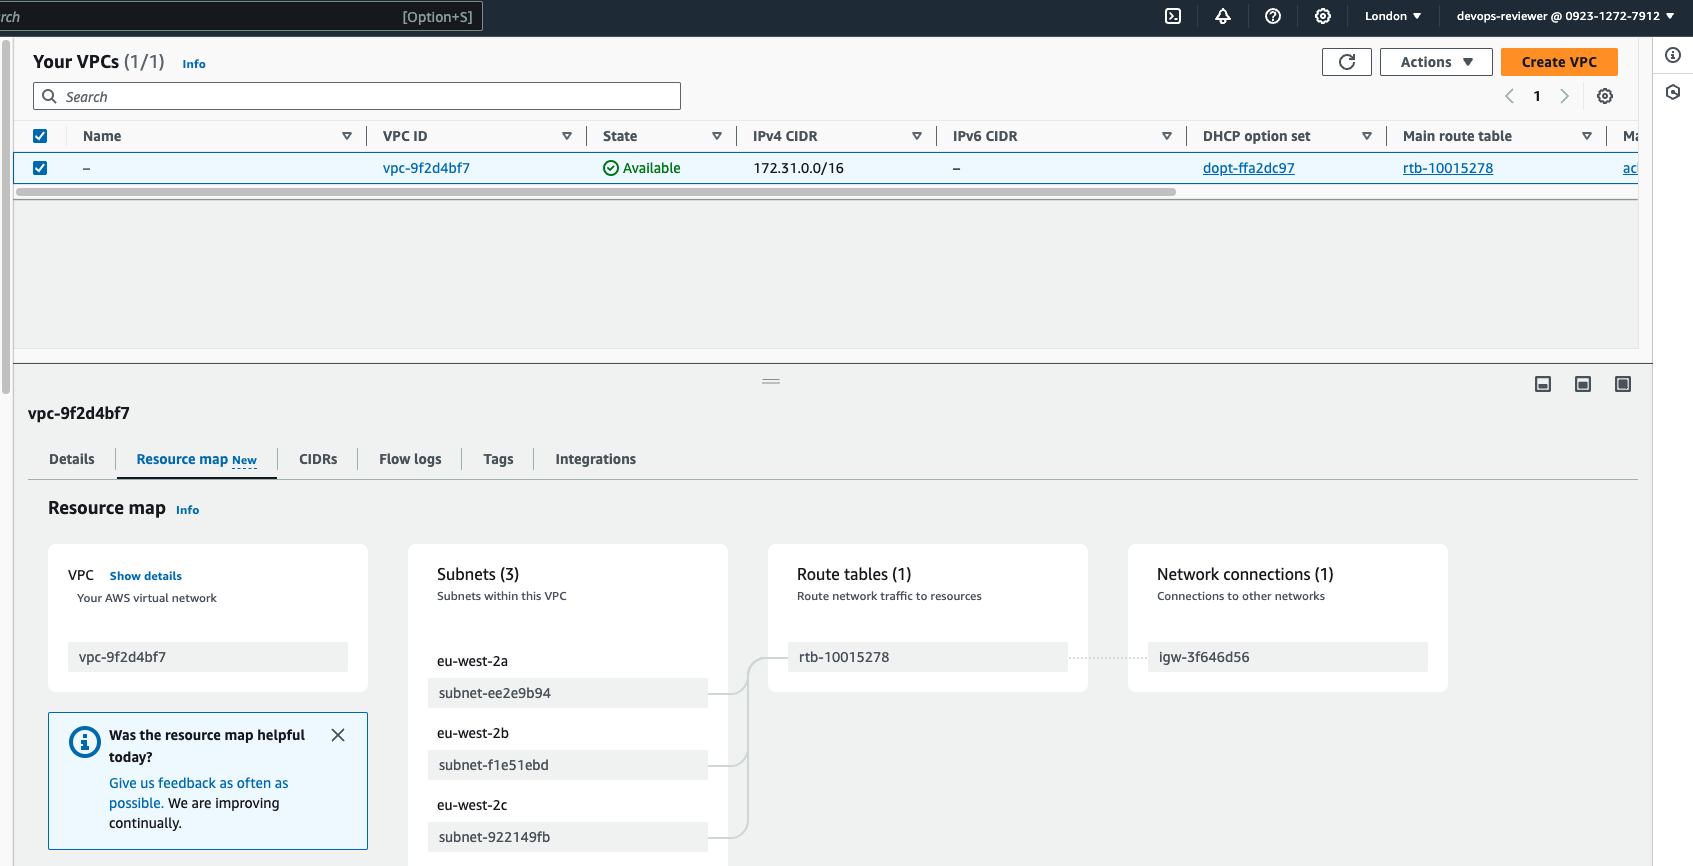 rch [Option+S] London devops-reviewer @ 0923-1272-7912
Your VPCs (1/1) Info Actions Create VPC
Search 1
Name VPC ID State IPv4 CIDR IPv6 CIDR DHCP option set Main route table Ma
– vpc-9f2d4bf7 Available 172.31.0.0/16 – dopt-ffa2dc97 rtb-10015278 acl
vpc-9f2d4bf7
Details Resource map New CIDRs Flow logs Tags Integrations
Resource map Info
VPC Show details
Your AWS virtual network
vpc-9f2d4bf7
Was the resource map helpful
today?
Give us feedback as often as
possible. We are improving
continually.
Subnets (3)
Subnets within this VPC
eu-west-2a
subnet-ee2e9b94
eu-west-2b
subnet-f1e51ebd
eu-west-2c
subnet-922149fb
Route tables (1)
Route network traffic to resources
rtb-10015278
Network connections (1)
Connections to other networks
igw-3f646d56